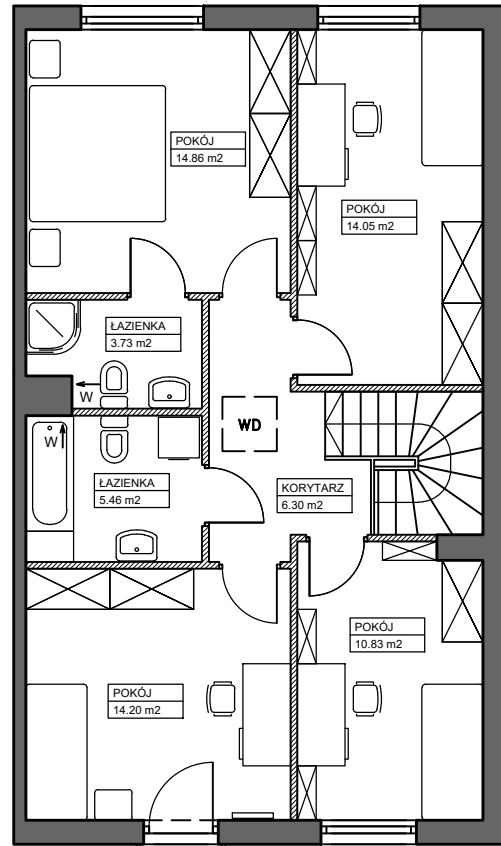 POKÓJ
14.86 m2
POKÓJ
14.05 m2
ŁAZIENKA
3.73 m2
W
WD
W
ŁAZIENKA
5.46 m2
KORYTARZ
6.30 m2
POKÓJ
10.83 m2
POKÓJ
14.20 m2